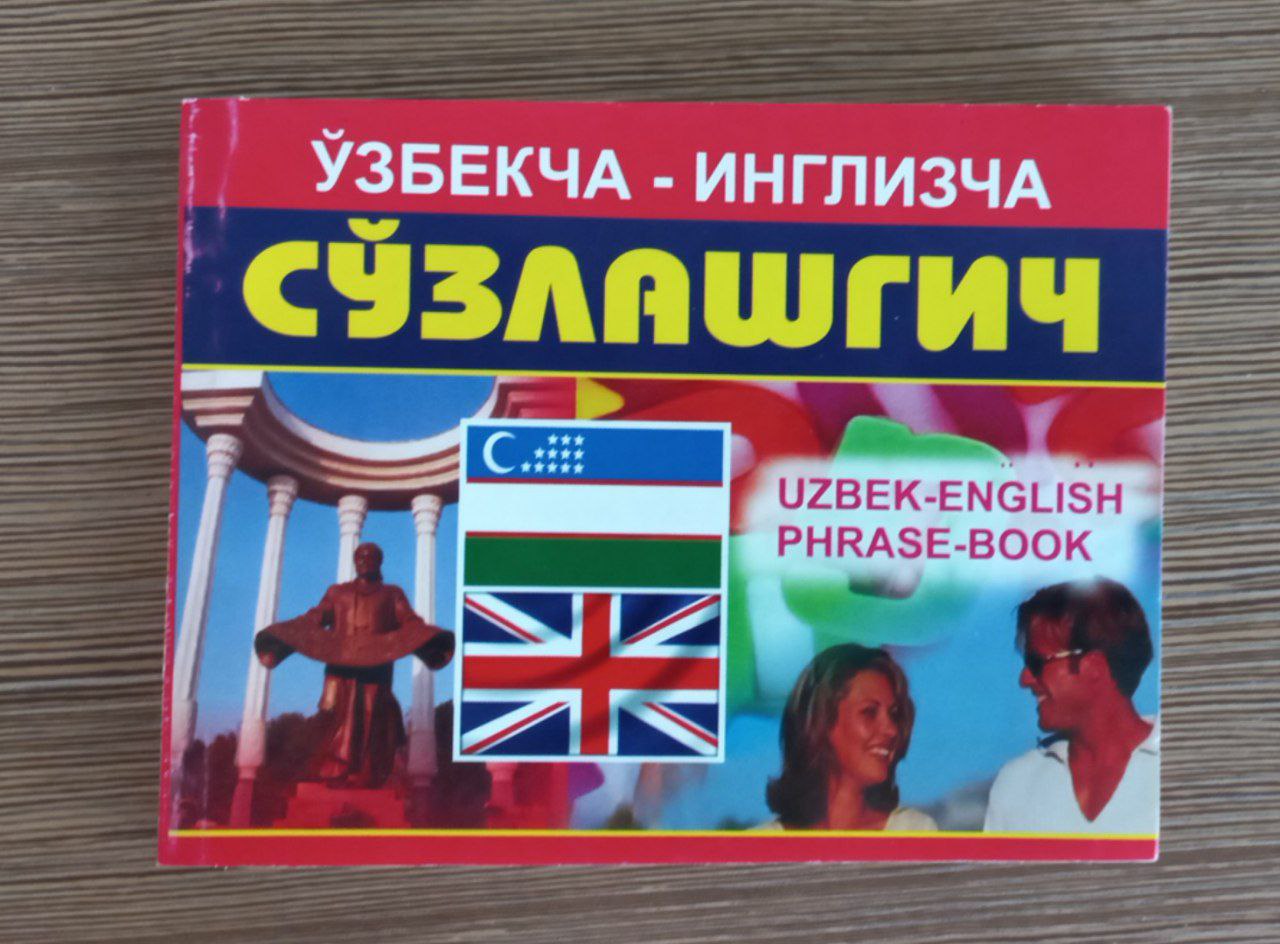 ЎЗБЕКЧА - ИНГЛИЗЧА
СЎЗЛАШГИЧ
UZBEK-ENGLISH
PHRASE-BOOK